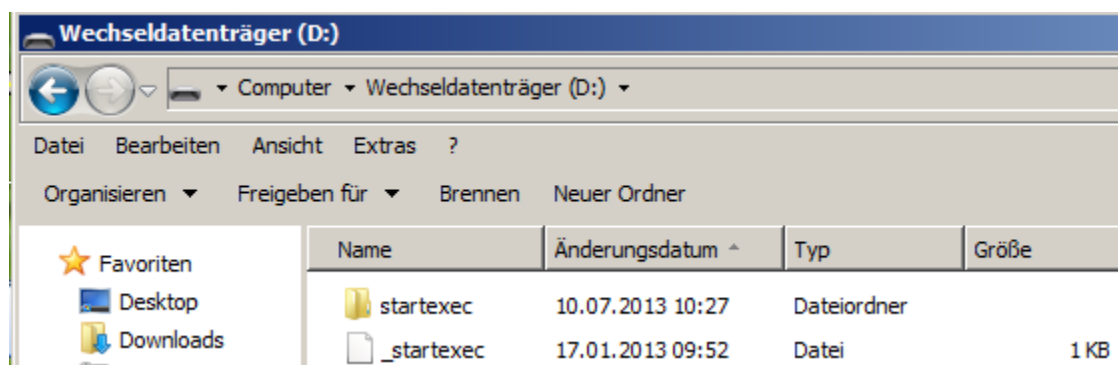 Wechseldatenträger (D:)
Computer Wechseldatenträger (D:)
Datei Bearbeiten Ansicht Extras ?
Organisieren Freigeben für Brennen Neuer Ordner
Favoriten
Desktop
Downloads
Name Änderungsdatum Typ Größe
startexec 10.07.2013 10:27 Dateiordner
_startexec 17.01.2013 09:52 Datei 1 KB